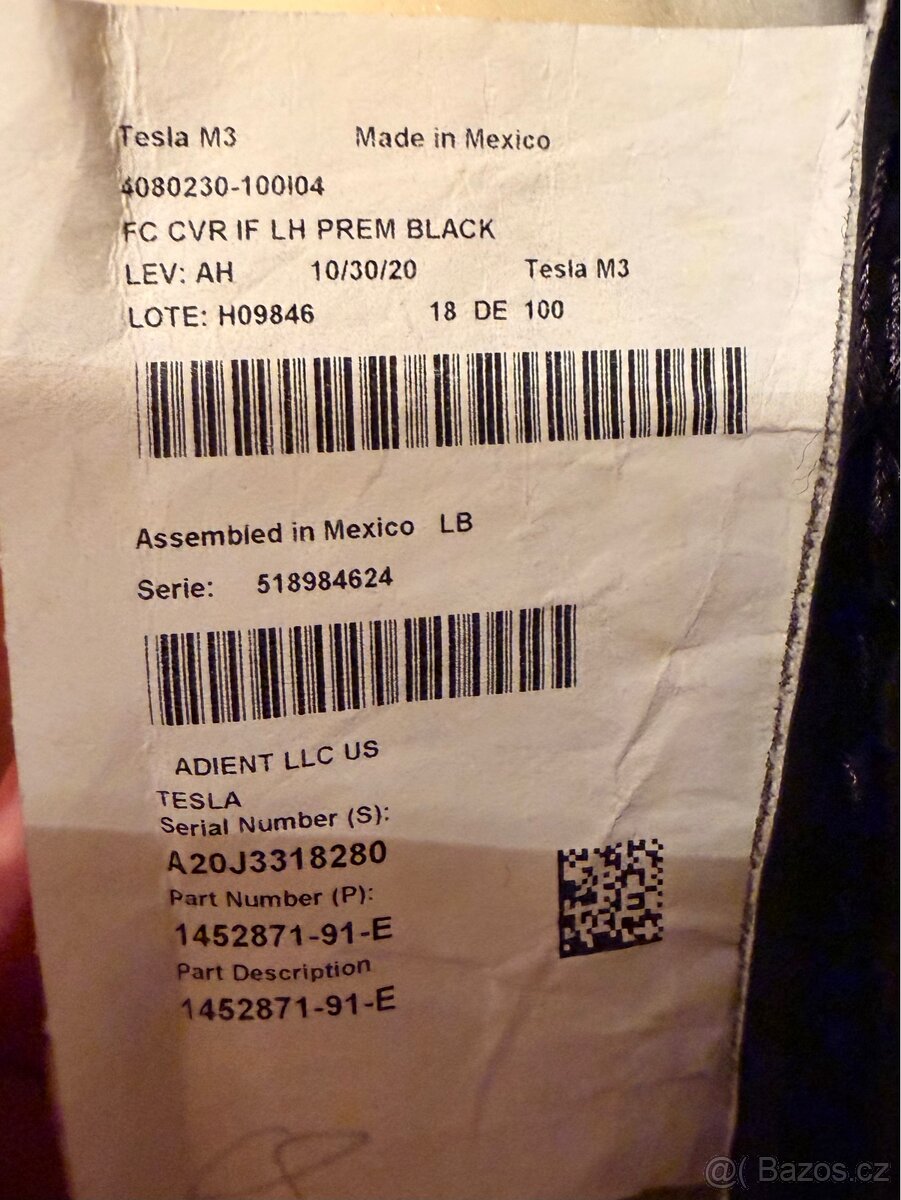 Tesla M3 Made in Mexico
4080230-100I04
FC CVR IF LH PREM BLACK
LEV: AH 10/30/20 Tesla M3
LOTE: H09846 18 DE 100
Assembled in Mexico LB
Serie: 518984624
ADIENT LLC US
TESLA
Serial Number (S):
A20J3318280
Part Number (P):
1452871-91-E
Part Description
1452871-91-E
@( Bazos.cz